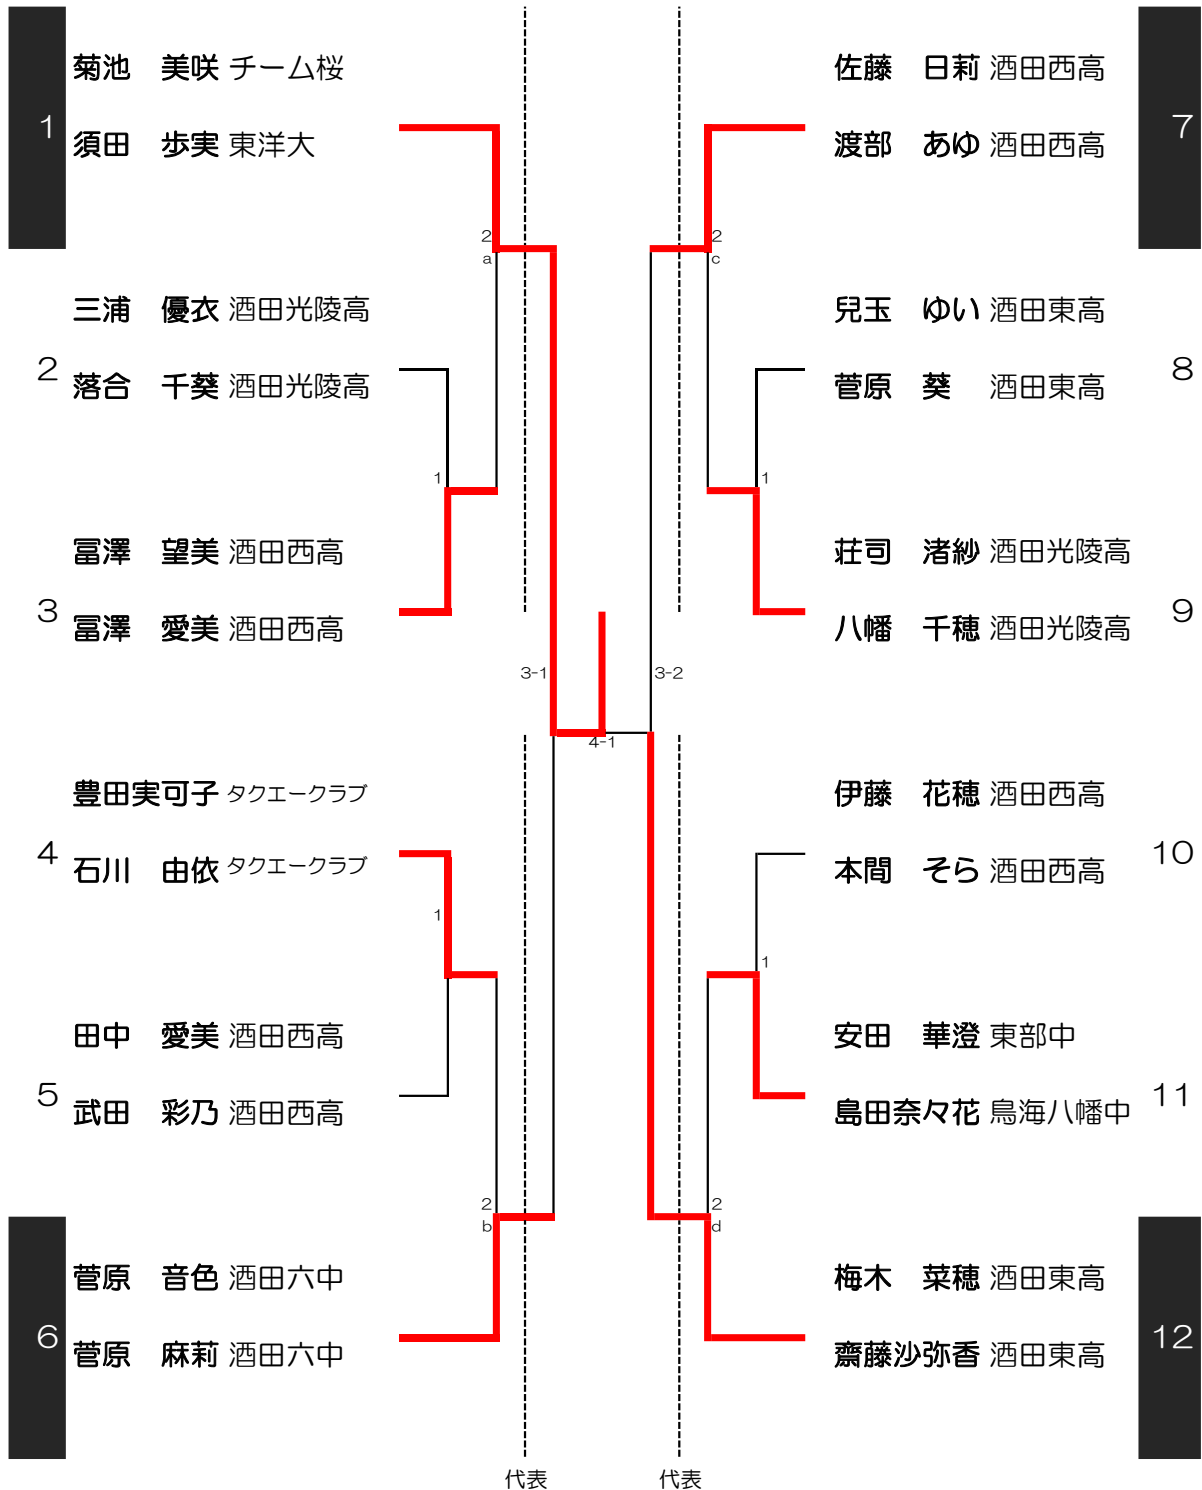 1
菊池　美咲 チーム桜
須田　歩実 東洋大
2
三浦　優衣 酒田光陵高
落合　千葵 酒田光陵高
3
冨澤　望美 酒田西高
冨澤　愛美 酒田西高
4
豊田実可子 タクエークラブ
石川　由依 タクエークラブ
5
田中　愛美 酒田西高
武田　彩乃 酒田西高
6
菅原　音色 酒田六中
菅原　麻莉 酒田六中
2
a
1
3-1
1
2
b
4-1
2
c
1
3-2
1
2
d
佐藤　日莉 酒田西高
渡部　あゆ 酒田西高
7
兒玉　ゆい 酒田東高
菅原　葵　 酒田東高
8
荘司　渚紗 酒田光陵高
八幡　千穂 酒田光陵高
9
伊藤　花穂 酒田西高
本間　そら 酒田西高
10
安田　華澄 東部中
島田奈々花 鳥海八幡中
11
梅木　菜穂 酒田東高
齋藤沙弥香 酒田東高
12
代表
代表